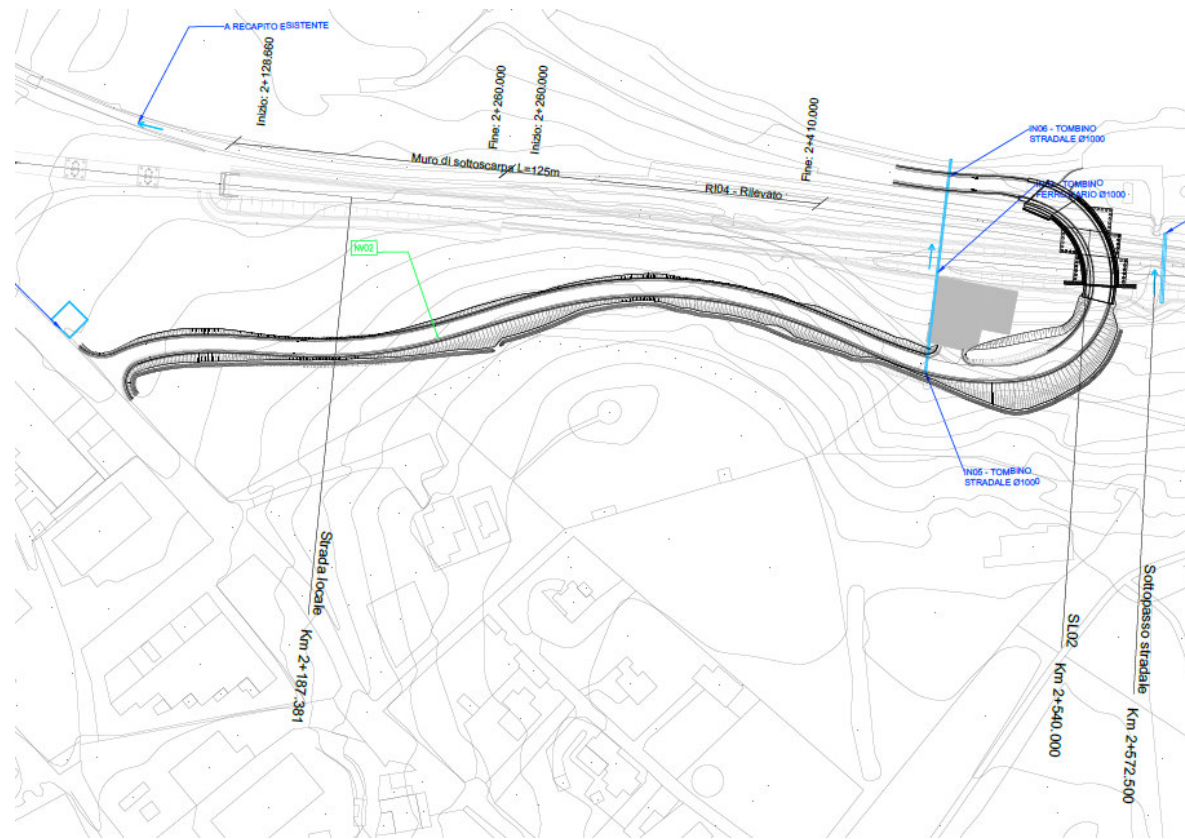 A RECAPITO ESISTENTE
Inizio: 2+128.660
Fine: 2+260.000
Inizio: 2+260.000
Fine: 2+410.000
Muro di sottoscarpa L=125m
RI04 - Rilevato
IN06 - TOMBINO
STRADALE Ø1000
TOMBINO
FERROVIARIO Ø1000
NV02
IN05 - TOMBINO
STRADALE Ø1000
Strada locale Km 2+187.381
SL02 Km 2+540.000
Sottopasso stradale Km 2+572.500